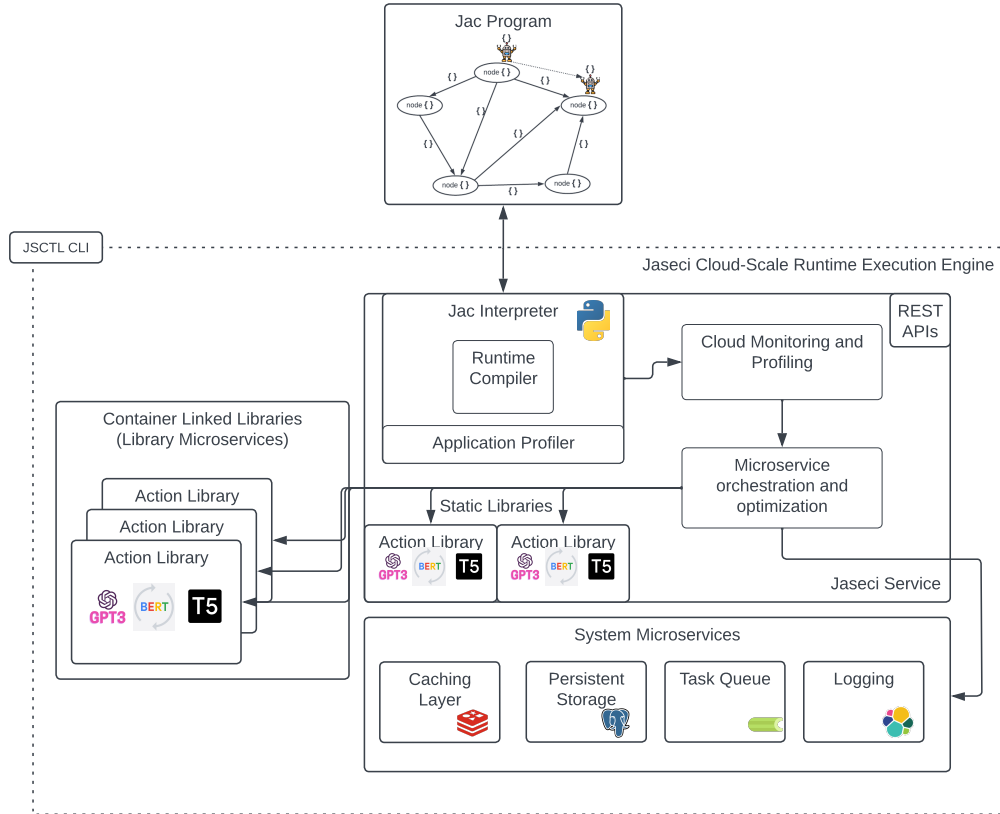 Jac Program
{ }
{ }
node { }
{ }
{ }
node { }
node { }
{ }
{ }
{ }
{ }
node { }
node { }
{ }
JSCTL CLI
Jaseci Cloud-Scale Runtime Execution Engine
Jac Interpreter
Runtime
Compiler
Application Profiler
REST
APIs
Cloud Monitoring and
Profiling
Microservice
orchestration and
optimization
Container Linked Libraries
(Library Microservices)
Action Library
Action Library
Action Library
GPT3
BERT
T5
Static Libraries
Action Library
GPT3
BERT
T5
Action Library
GPT3
BERT
T5
Jaseci Service
System Microservices
Caching
Layer
Persistent
Storage
Task Queue
Logging